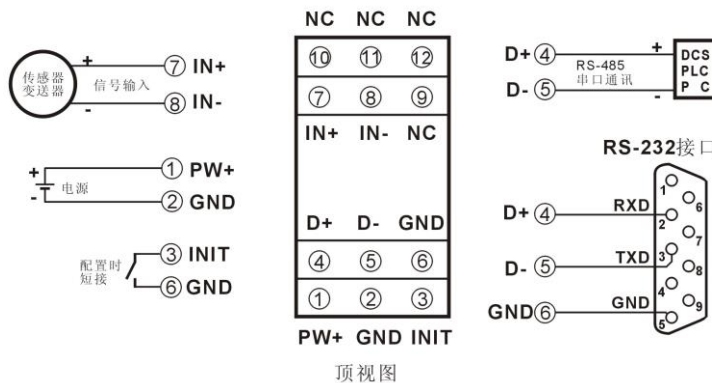 传感器
变送器
+
-
信号输入
⑦ IN+
⑧ IN-
+
-
电源
① PW+
② GND
配置时
短接
③ INIT
⑥ GND
NC NC NC
⑩ ⑪ ⑫
⑦ ⑧ ⑨
IN+ IN- NC
D+ D- GND
④ ⑤ ⑥
① ② ③
PW+ GND INIT
顶视图
D+④
D-⑤
+
-
RS-485
串口通讯
DCS
PLC
P C
RS-232接口
D+④ RXD
D-⑤ TXD
GND⑥ GND
1
6
2
7
3
8
4
9
5